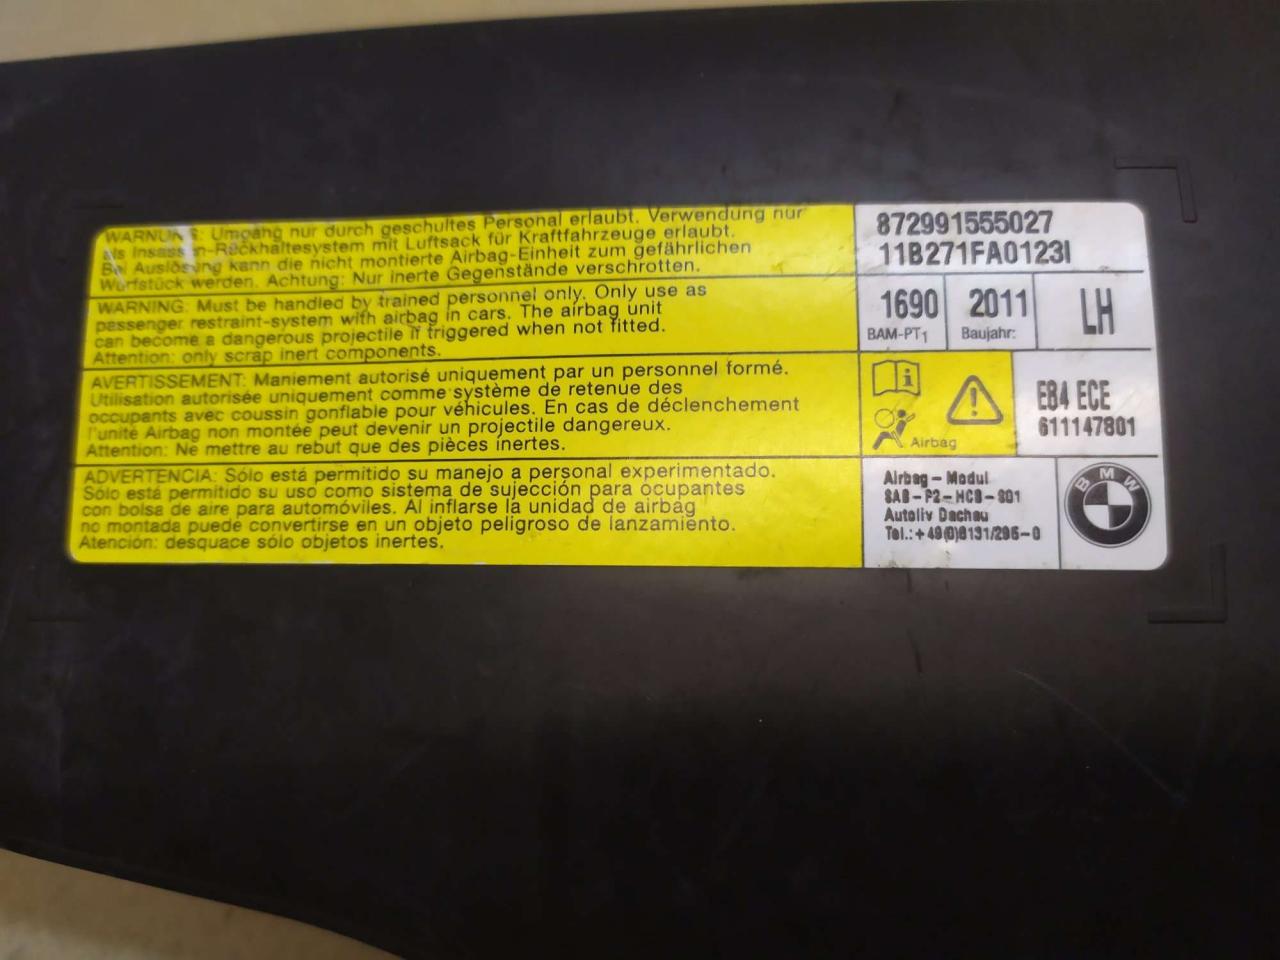 WARNUNG: Umgang nur durch geschultes Personal erlaubt. Verwendung nur
als Insassen-Rückhaltesystem mit Luftsack für Kraftfahrzeuge erlaubt.
Bei Auslösung kann die nicht montierte Airbag-Einheit zum gefährlichen
Wurfstück werden. Achtung: Nur inerte Gegenstände verschrotten.
WARNING: Must be handled by trained personnel only. Only use as
passenger restraint-system with airbag in cars. The airbag unit
can become a dangerous projectile if triggered when not fitted.
Attention: only scrap inert components.
AVERTISSEMENT: Maniement autorisé uniquement par un personnel formé.
Utilisation autorisée uniquement comme système de retenue des
occupants avec coussin gonflable pour véhicules. En cas de déclenchement
l'unité Airbag non montée peut devenir un projectile dangereux.
Attention: Ne mettre au rebut que des pièces inertes.
ADVERTENCIA: Sólo está permitido su manejo a personal experimentado.
Sólo está permitido su uso como sistema de sujección para ocupantes
con bolsa de aire para automóviles. Al inflarse la unidad de airbag
no montada puede convertirse en un objeto peligroso de lanzamiento.
Atención: desguace sólo objetos inertes.
872991555027
11B271FA0123I
1690
BAM-PT1
2011
Baujahr:
LH
Airbag
E84 ECE
611147801
Airbag-Modul
SAB-P2-HCB-S01
Autoliv Dachau
Tel.:+49(0)8131/295-0
BMW